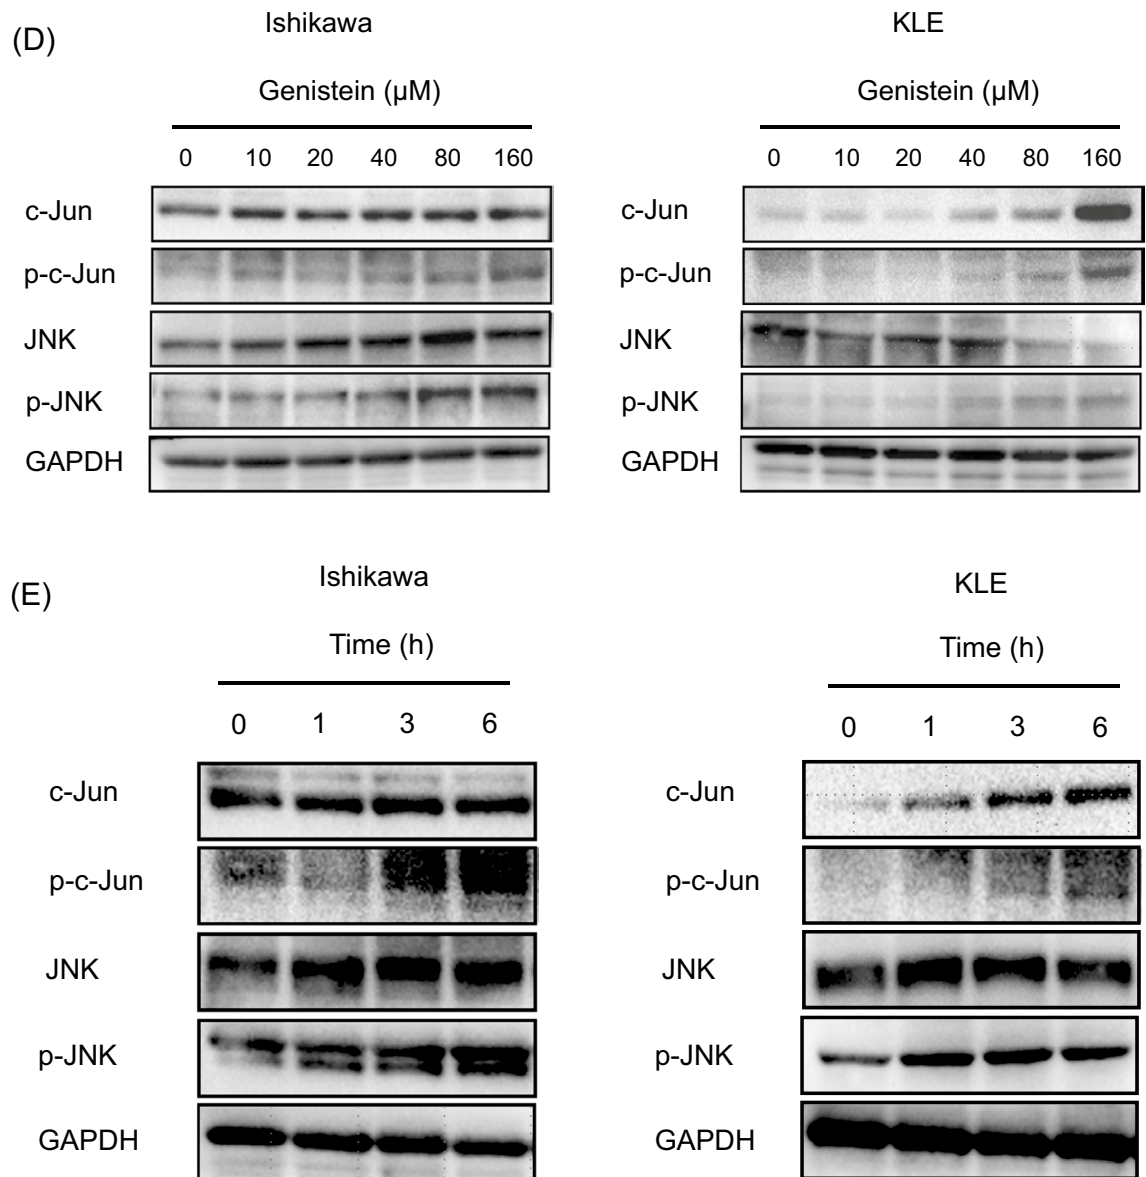 (D)
Ishikawa
Genistein (μM)
0 10 20 40 80 160
c-Jun
p-c-Jun
JNK
p-JNK
GAPDH
KLE
Genistein (μM)
0 10 20 40 80 160
c-Jun
p-c-Jun
JNK
p-JNK
GAPDH
(E)
Ishikawa
Time (h)
0 1 3 6
c-Jun
p-c-Jun
JNK
p-JNK
GAPDH
KLE
Time (h)
0 1 3 6
c-Jun
p-c-Jun
JNK
p-JNK
GAPDH